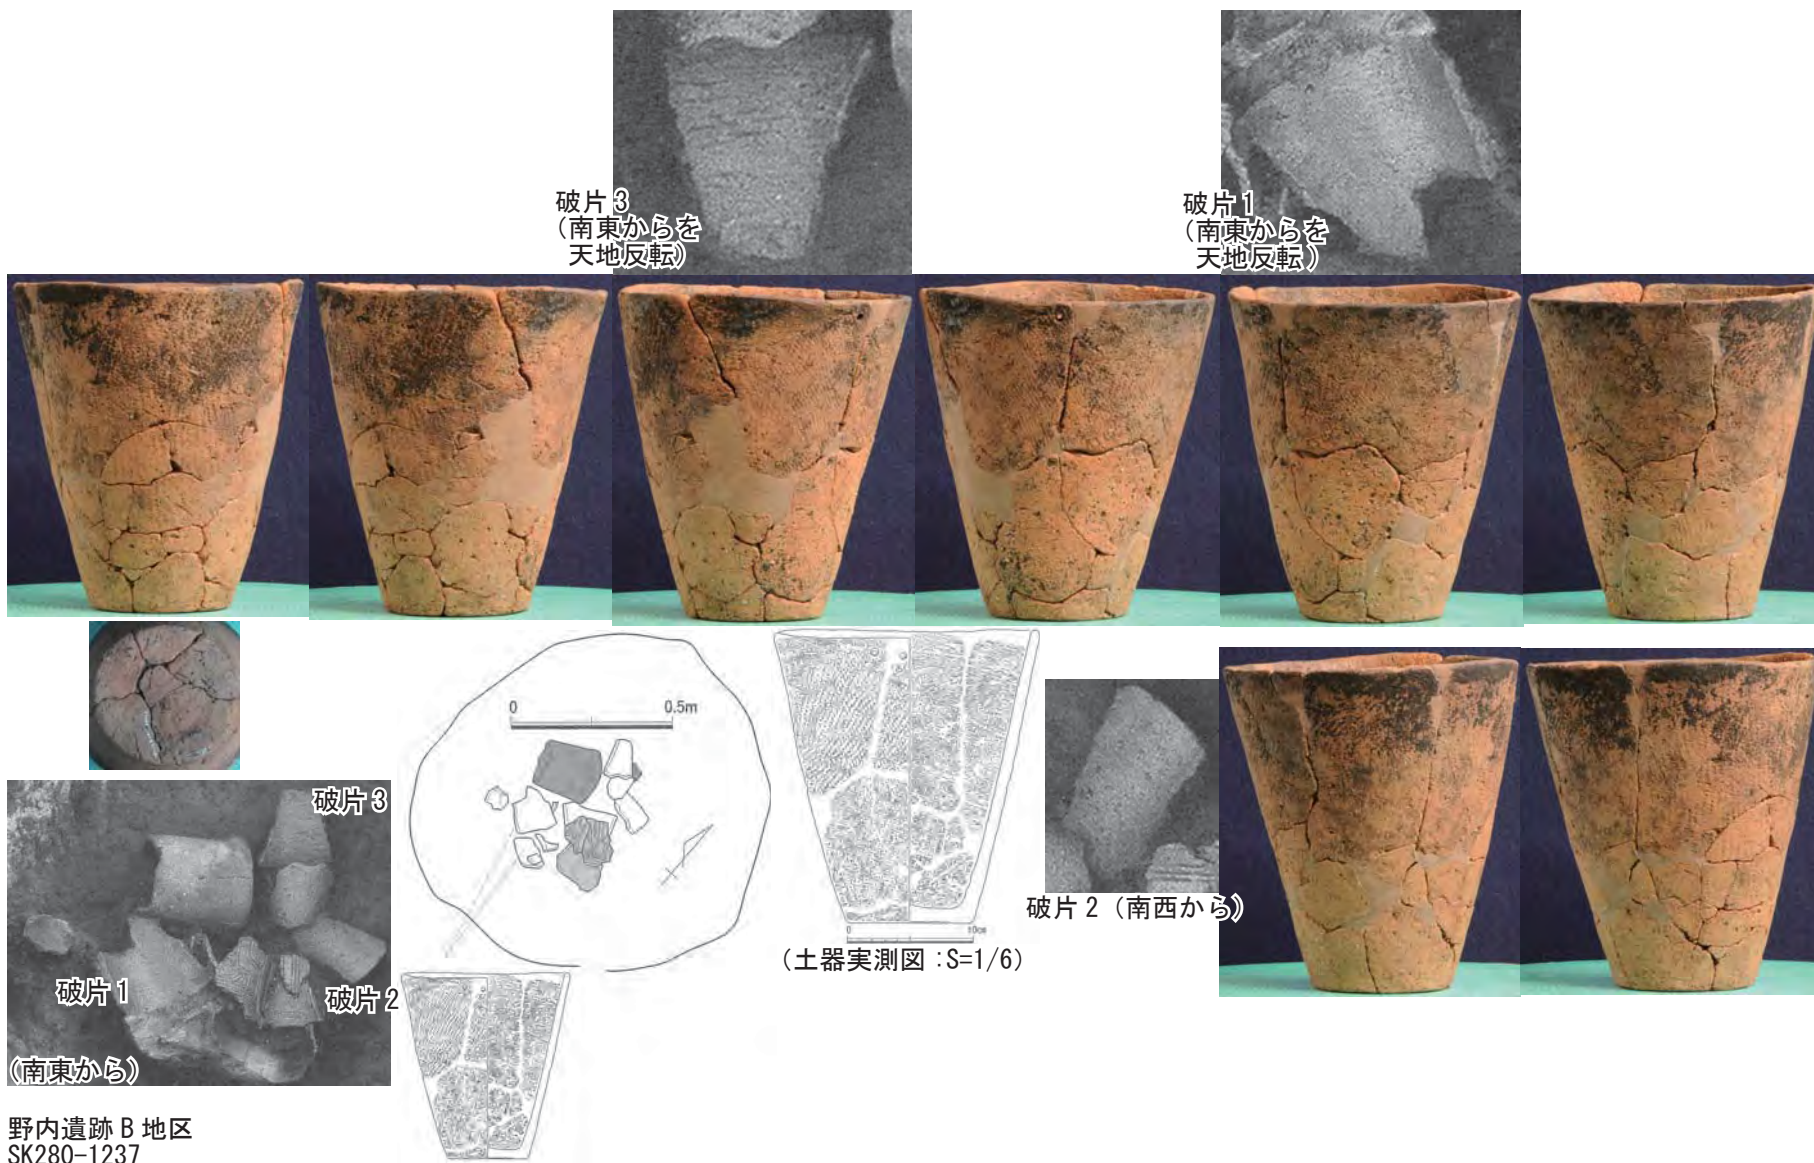 破片3
(南東からを
天地反転)
破片1
(南東からを
天地反転)
0 0.5m
破片3
破片1
破片2
(南東から)
0 10cm
(土器実測図:S=1/6)
破片2(南西から)
野内遺跡B地区
SK280-1237